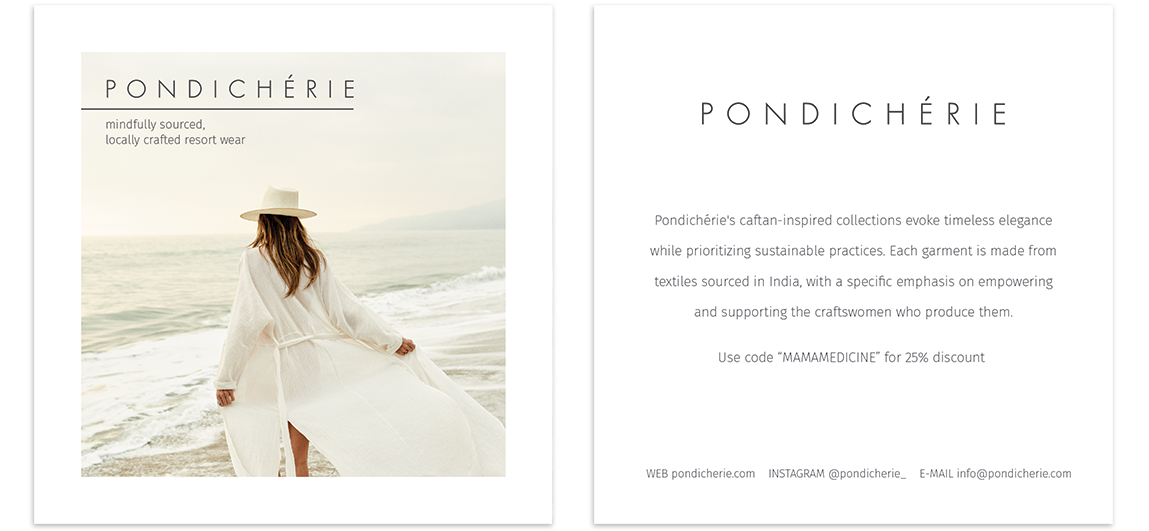 PONDICHÉRIE
mindfully sourced,
locally crafted resort wear
PONDICHÉRIE
Pondichérie's caftan-inspired collections evoke timeless elegance
while prioritizing sustainable practices. Each garment is made from
textiles sourced in India, with a specific emphasis on empowering
and supporting the craftswomen who produce them.
Use code “MAMAMEDICINE” for 25% discount
WEB pondicherie.com INSTAGRAM @pondicherie_ E-MAIL info@pondicherie.com